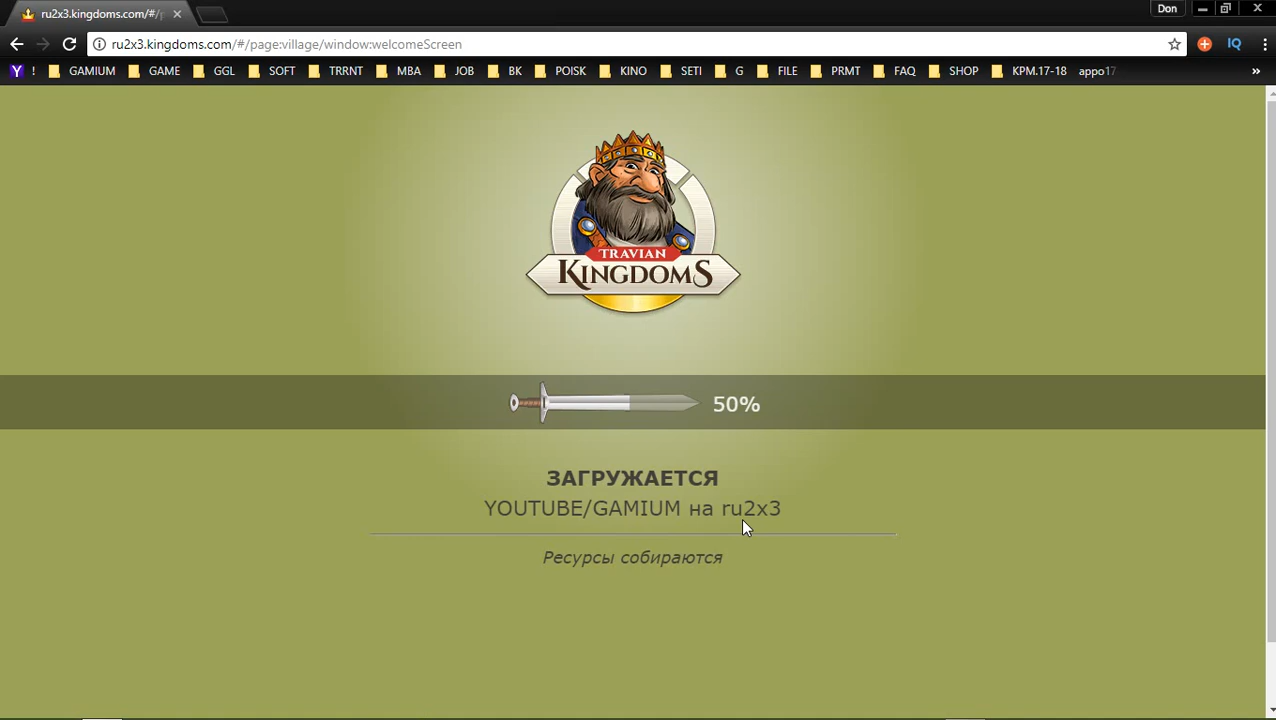 ru2x3.kingdoms.com/#/p
Don
ru2x3.kingdoms.com/#/page:village/window:welcomeScreen
IQ
Y ! GAMIUM GAME GGL SOFT TRRNT MBA JOB BK POISK KINO SETI G FILE PRMT FAQ SHOP KPM.17-18 appo17 »
TRAVIAN
KINGDOMS
50%
ЗАГРУЖАЕТСЯ
YOUTUBE/GAMIUM на ru2x3
Ресурсы собираются